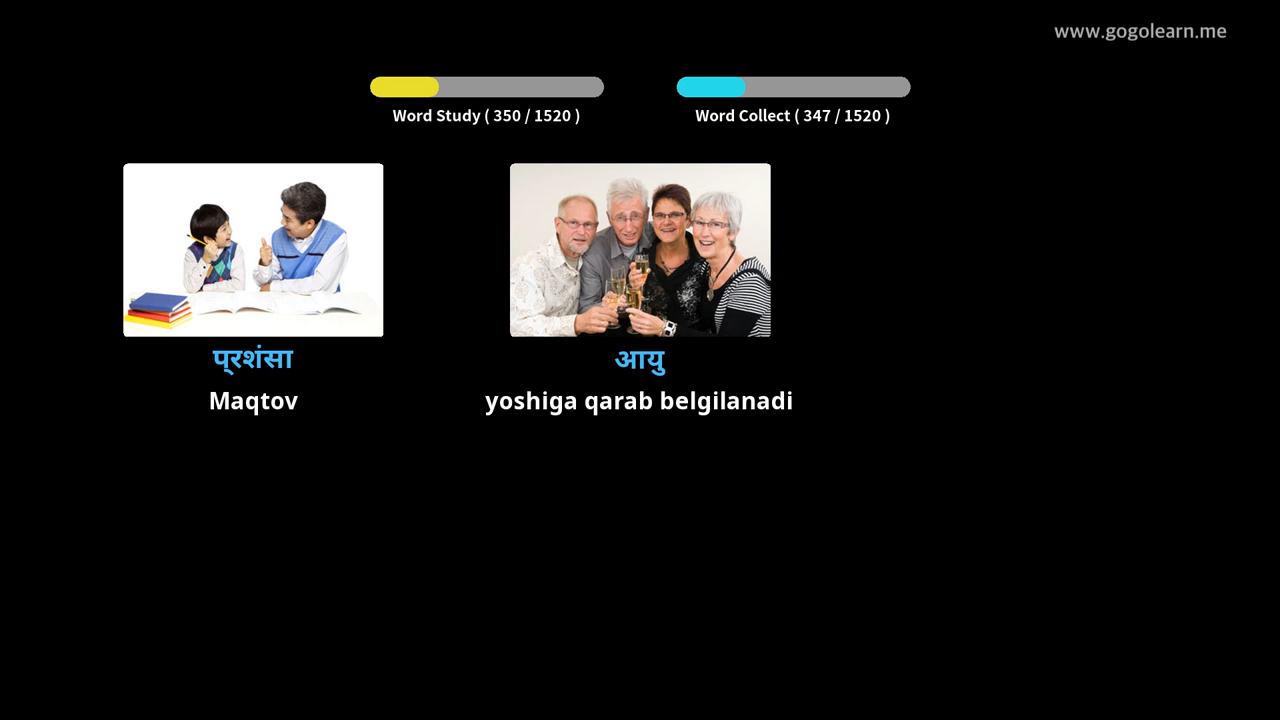 www.gogolearn.me
Word Study ( 350 / 1520 )
Word Collect ( 347 / 1520 )
प्रशंसा
Maqtov
आयु
yoshiga qarab belgilanadi